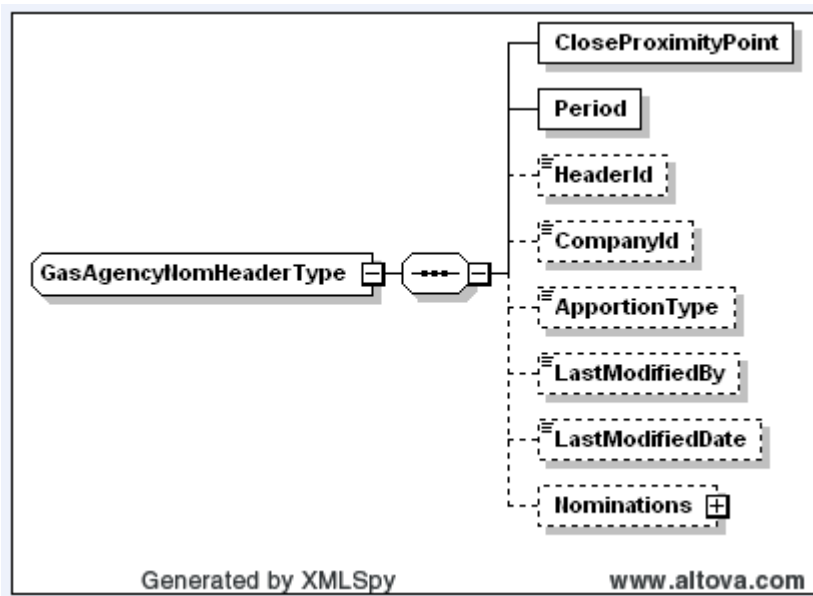 CloseProximityPoint
Period
HeaderId
CompanyId
GasAgencyNomHeaderType
ApportionType
LastModifiedBy
LastModifiedDate
Nominations
Generated by XMLSpy
www.altova.com